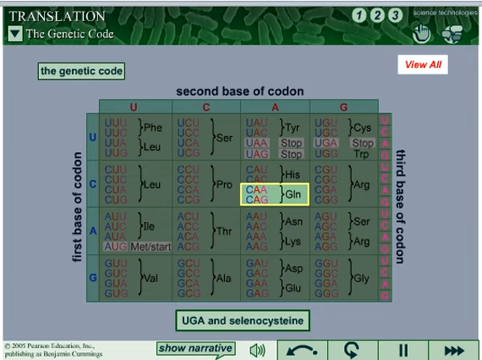 TRANSLATION
The Genetic Code
1 2 3
science technologies
View All
the genetic code
second base of codon
U C A G
first base of codon
third base of codon
U
UUU UUC Phe
UUA UUG Leu
UCU UCC UCA UCG Ser
UAU UAC Tyr
UAA Stop
UAG Stop
UGU UGC Cys
UGA Stop
UGG Trp
U C A G
C
CUU CUC CUA CUG Leu
CCU CCC CCA CCG Pro
CAU CAC His
CAA CAG Gln
CGU CGC CGA CGG Arg
U C A G
A
AUU AUC AUA Ile
AUG Met/start
ACU ACC ACA ACG Thr
AAU AAC Asn
AAA AAG Lys
AGU AGC Ser
AGA AGG Arg
U C A G
G
GUU GUC GUA GUG Val
GCU GCC GCA GCG Ala
GAU GAC Asp
GAA GAG Glu
GGU GGC GGA GGG Gly
U C A G
UGA and selenocysteine
© 2005 Pearson Education, Inc.,
publishing as Benjamin Cummings
show narrative